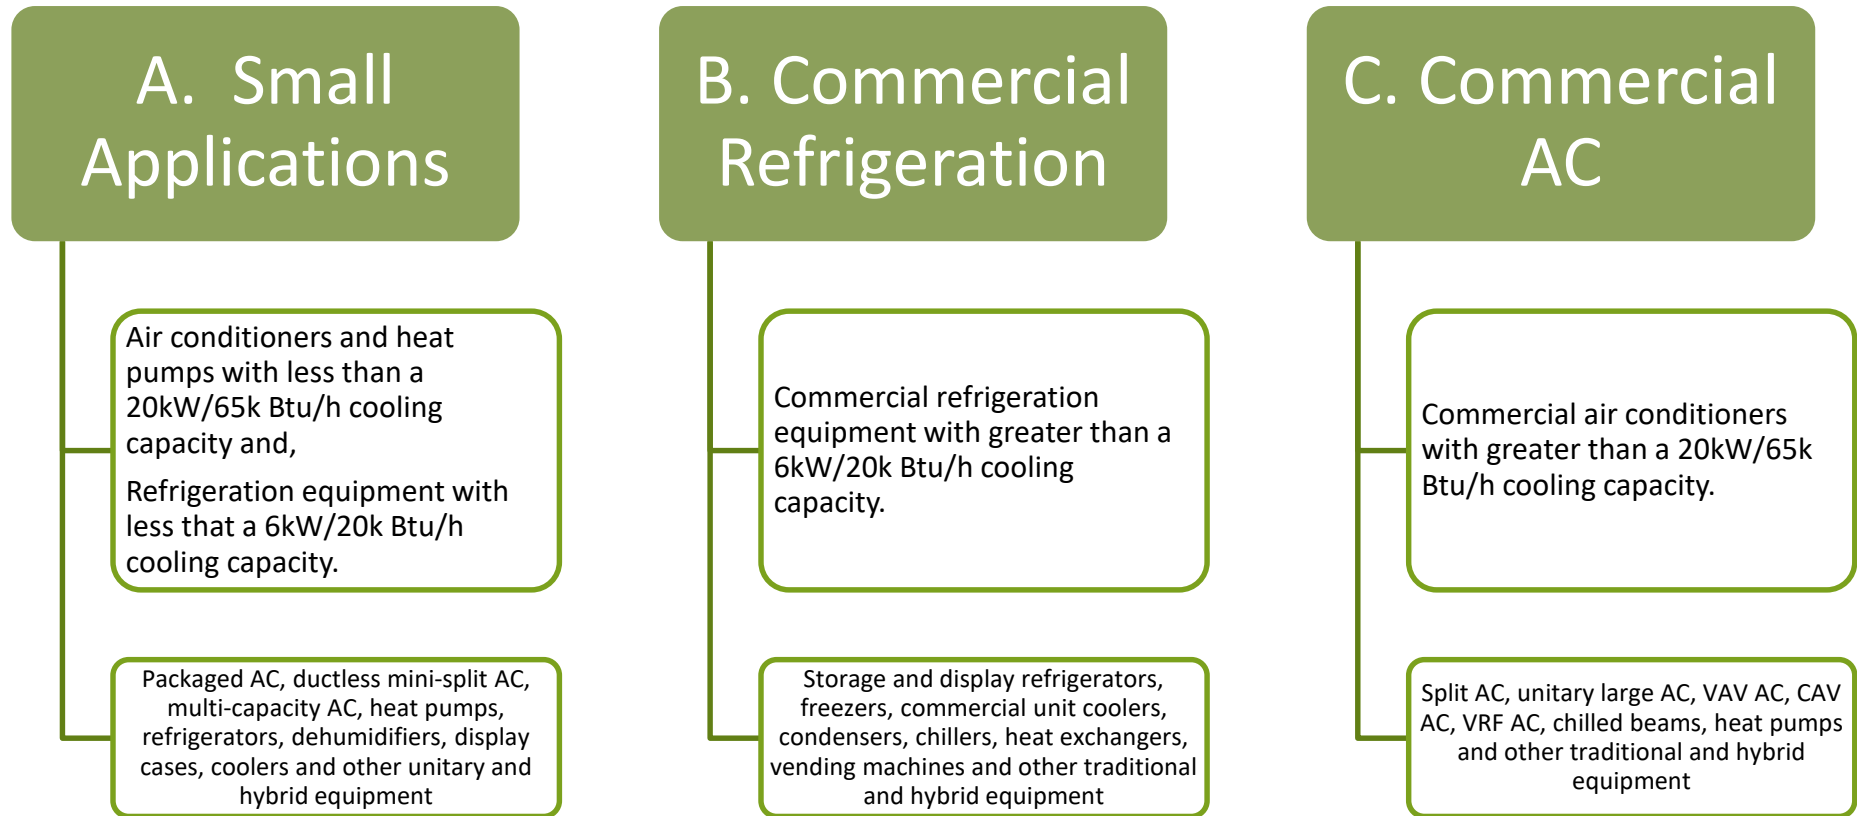 A. Small
Applications
Air conditioners and heat
pumps with less than a
20kW/65k Btu/h cooling
capacity and,
Refrigeration equipment with
less that a 6kW/20k Btu/h
cooling capacity.
Packaged AC, ductless mini-split AC,
multi-capacity AC, heat pumps,
refrigerators, dehumidifiers, display
cases, coolers and other unitary and
hybrid equipment
B. Commercial
Refrigeration
Commercial refrigeration
equipment with greater than a
6kW/20k Btu/h cooling
capacity.
Storage and display refrigerators,
freezers, commercial unit coolers,
condensers, chillers, heat exchangers,
vending machines and other traditional
and hybrid equipment
C. Commercial
AC
Commercial air conditioners
with greater than a 20kW/65k
Btu/h cooling capacity.
Split AC, unitary large AC, VAV AC, CAV
AC, VRF AC, chilled beams, heat pumps
and other traditional and hybrid
equipment